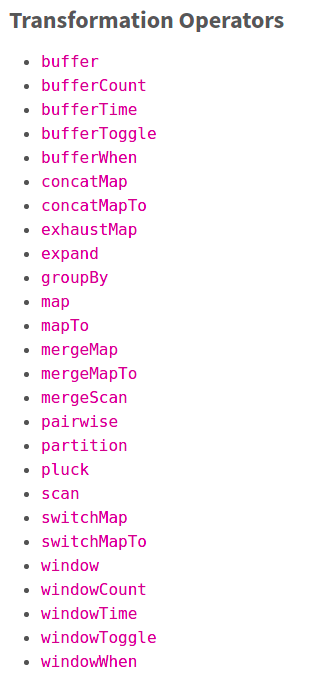 Transformation Operators
buffer
bufferCount
bufferTime
bufferToggle
bufferWhen
concatMap
concatMapTo
exhaustMap
expand
groupBy
map
mapTo
mergeMap
mergeMapTo
mergeScan
pairwise
partition
pluck
scan
switchMap
switchMapTo
window
windowCount
windowTime
windowToggle
windowWhen